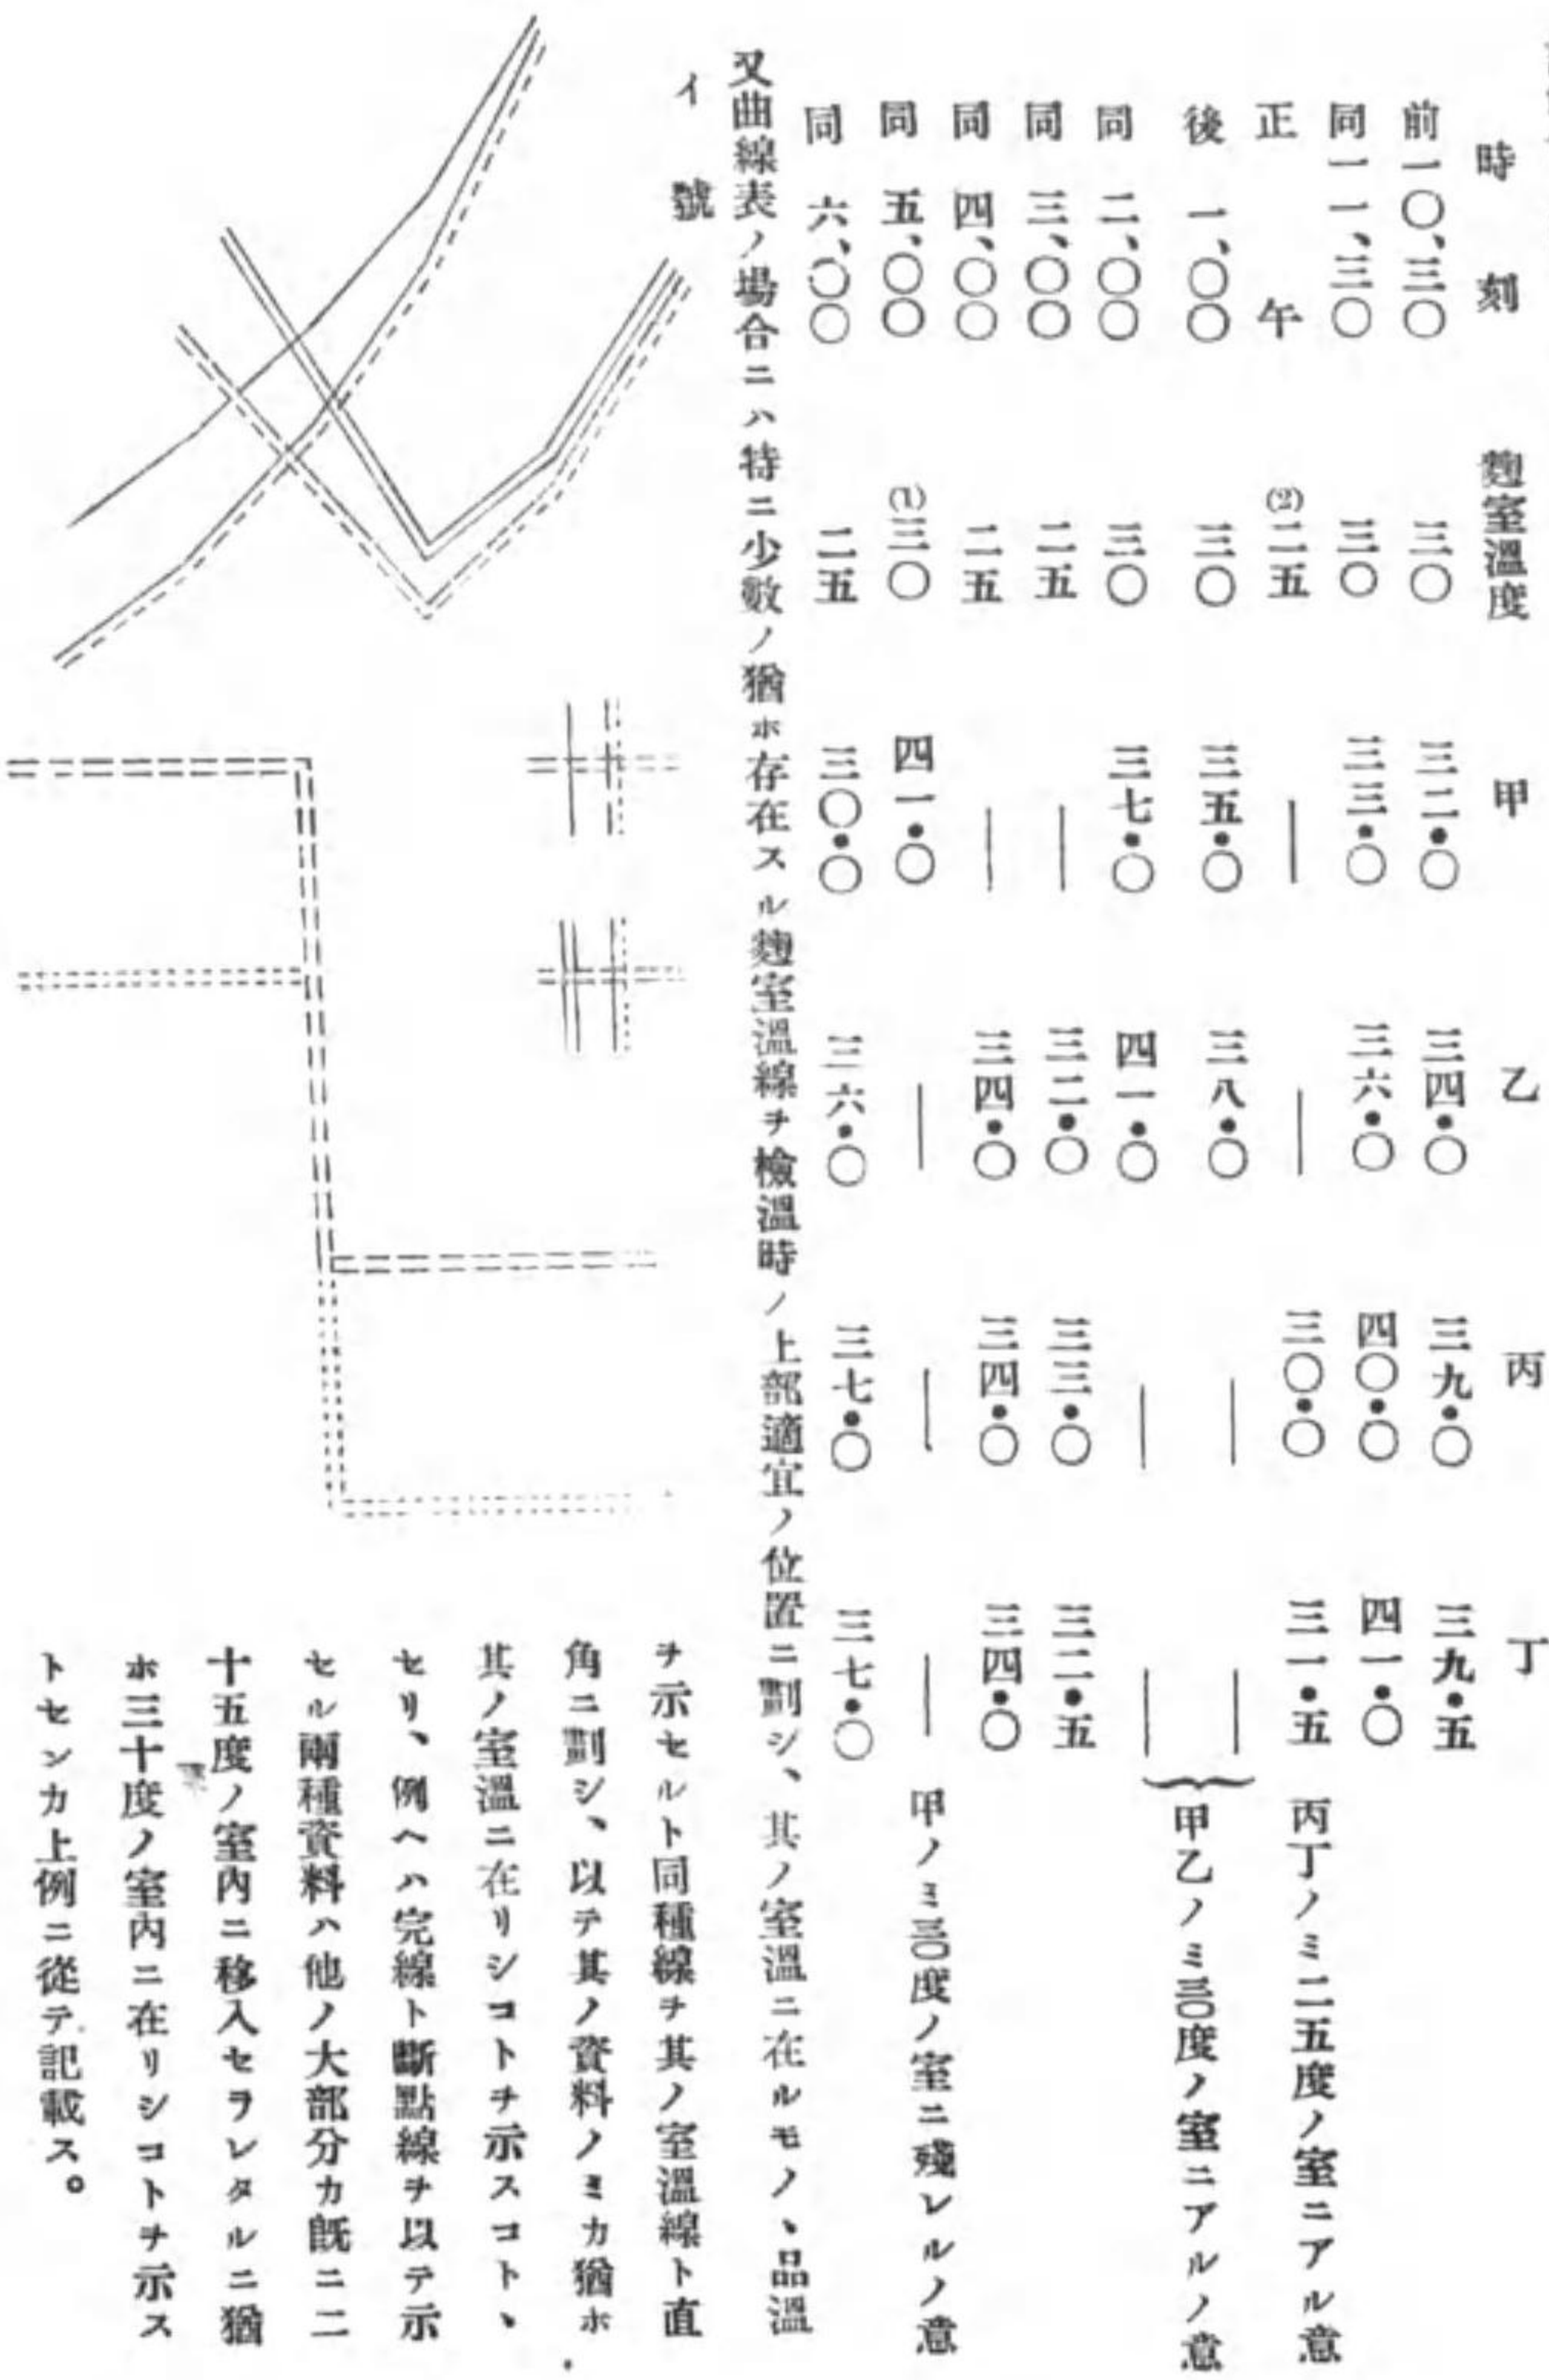 時刻 麴室溫度 甲 乙 丙 丁
前一〇、三〇 三〇 三二・〇 三四・〇 三九・〇 三九・五
同一一、三〇 三〇 三三・〇 三六・〇 四〇・〇 四一・〇
正午 (2)二五 — — 三〇・〇 三一・五 丙丁ノミ二五度ノ室ニアル意
後一、〇〇 三〇 三五・〇 三八・〇 — —
同二、〇〇 三〇 三七・〇 四一・〇 — — 甲乙ノミ三〇度ノ室ニアルノ意
同三、〇〇 二五 — 三二・〇 三三・〇 三二・五
同四、〇〇 二五 — 三四・〇 三四・〇 三四・〇
同五、〇〇 (1)三〇 四一・〇 — — — 甲ノミ三〇度ノ室ニ殘レルノ意
同六、〇〇 二五 三〇・〇 三六・〇 三七・〇 三七・〇
又曲線表ノ場合ニハ特ニ少數ノ猶ホ存在スル麴室溫線ヲ檢溫時ノ上部適宜ノ位置ニ劃シ、其ノ室溫ニ在ルモノヽ品溫
イ號
ヲ示セルト同種線ヲ其ノ室溫線ト直
角ニ劃シ、以テ其ノ資料ノミカ猶ホ
其ノ室溫ニ在リシコトヲ示スコトヽ
セリ、例ヘハ完線ト斷點線ヲ以テ示
セル兩種資料ハ他ノ大部分カ既ニ二
十五度ノ室內ニ移入セラレタルニ猶
ホ三十度ノ室內ニ在リシコトヲ示ス
トセンカ上例ニ從テ記載ス。